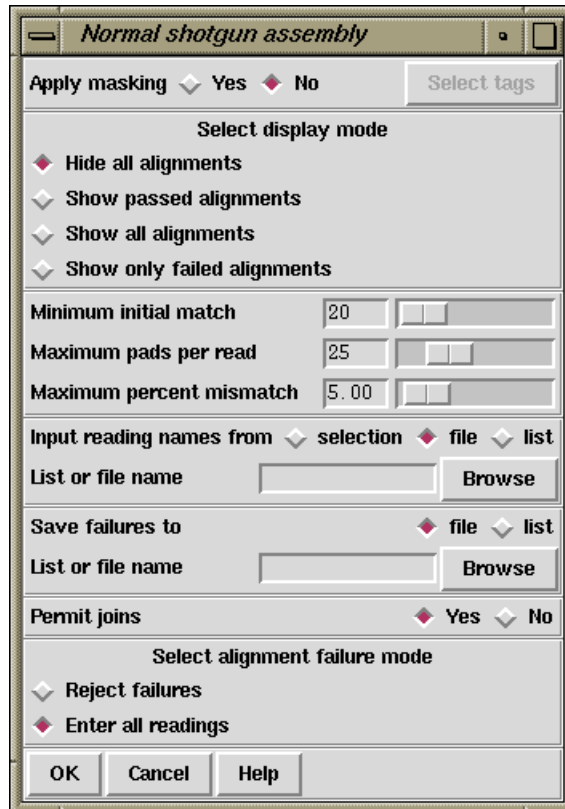 Normal shotgun assembly
Apply masking Yes No Select tags
Select display mode
Hide all alignments
Show passed alignments
Show all alignments
Show only failed alignments
Minimum initial match 20
Maximum pads per read 25
Maximum percent mismatch 5.00
Input reading names from selection file list
List or file name Browse
Save failures to file list
List or file name Browse
Permit joins Yes No
Select alignment failure mode
Reject failures
Enter all readings
OK Cancel Help